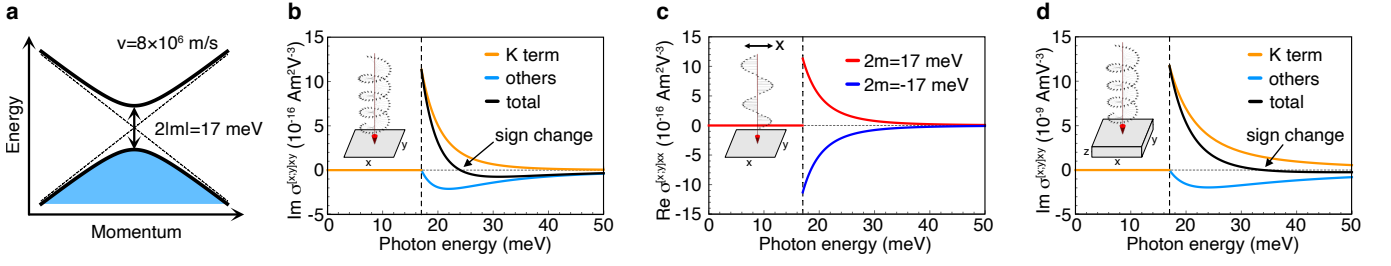 a
v=8×10⁶ m/s
2|m|=17 meV
Energy
Momentum
b
Im σ^[x;y]xy (10⁻¹⁶ Am²V⁻³)
15
10
5
0
-5
K term
others
total
sign change
x
y
0 10 20 30 40 50
Photon energy (meV)
c
Re σ^[x;y]xx (10⁻¹⁶ Am²V⁻³)
15
10
5
0
-5
-10
-15
X
2m=17 meV
2m=-17 meV
x
y
0 10 20 30 40 50
Photon energy (meV)
d
Im σ^[x;y]xy (10⁻⁹ AmV⁻³)
15
10
5
0
-5
K term
others
total
sign change
z
x
y
0 10 20 30 40 50
Photon energy (meV)